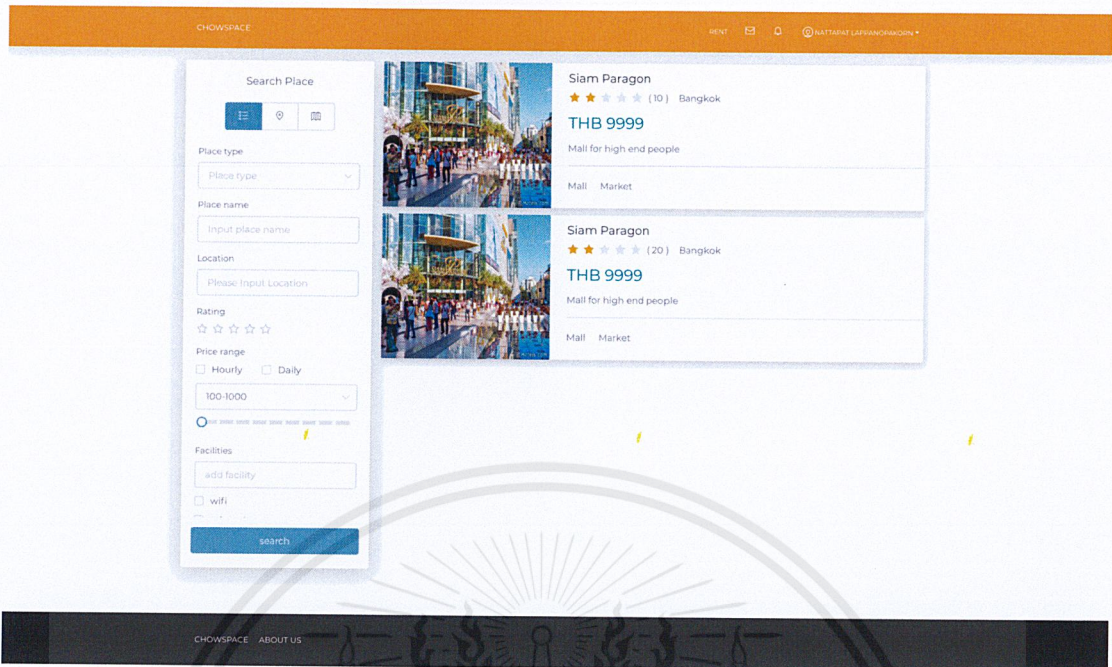 CHOWSPACE
RENT
NATTAPAT LAPPANOPAKORN
Search Place
Place type
Place type
Place name
Input place name
Location
Please Input Location
Rating
Price range
Hourly Daily
100-1000
Facilities
add facility
wifi
search
Siam Paragon
(10) Bangkok
THB 9999
Mall for high end people
Mall Market
Siam Paragon
(20) Bangkok
THB 9999
Mall for high end people
Mall Market
CHOWSPACE ABOUT US